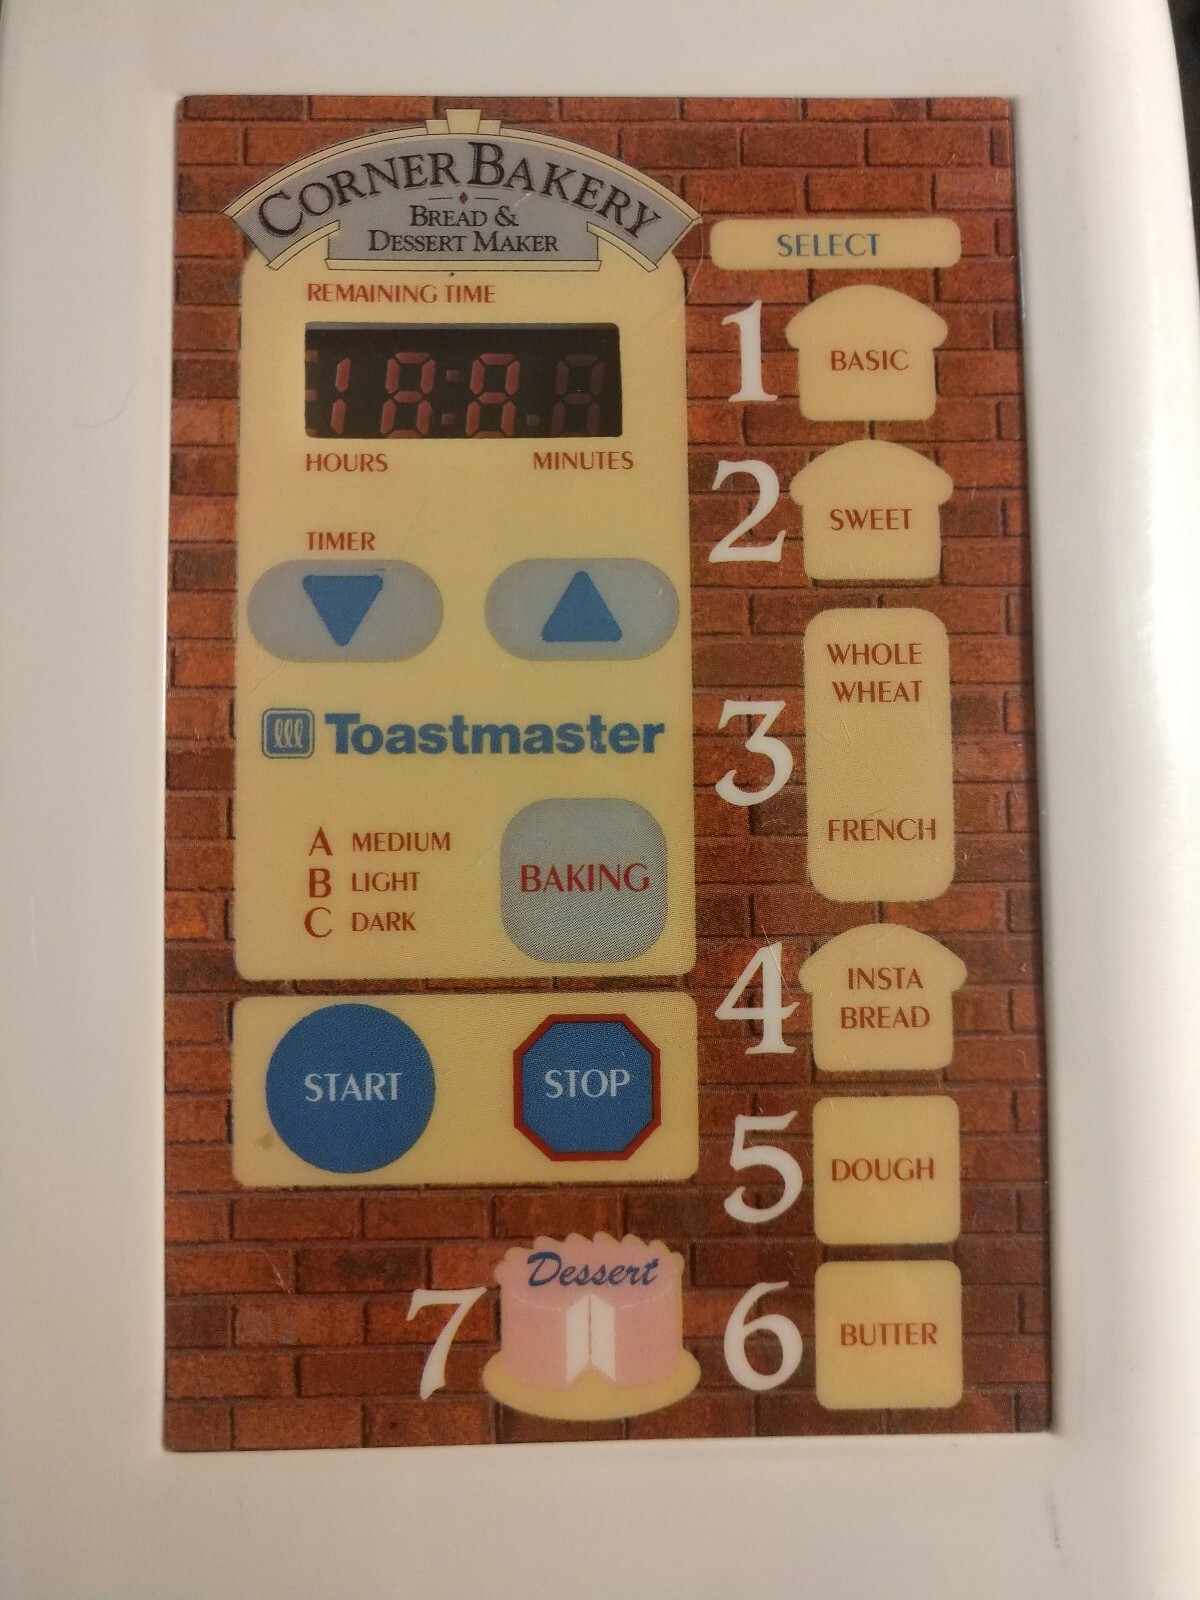 CORNER BAKERY
BREAD &
DESSERT MAKER
REMAINING TIME
HOURS MINUTES
TIMER
Toastmaster
A MEDIUM
B LIGHT
C DARK
BAKING
START
STOP
SELECT
1 BASIC
2 SWEET
3
WHOLE
WHEAT
FRENCH
4
INSTA
BREAD
5 DOUGH
6 BUTTER
7 Dessert